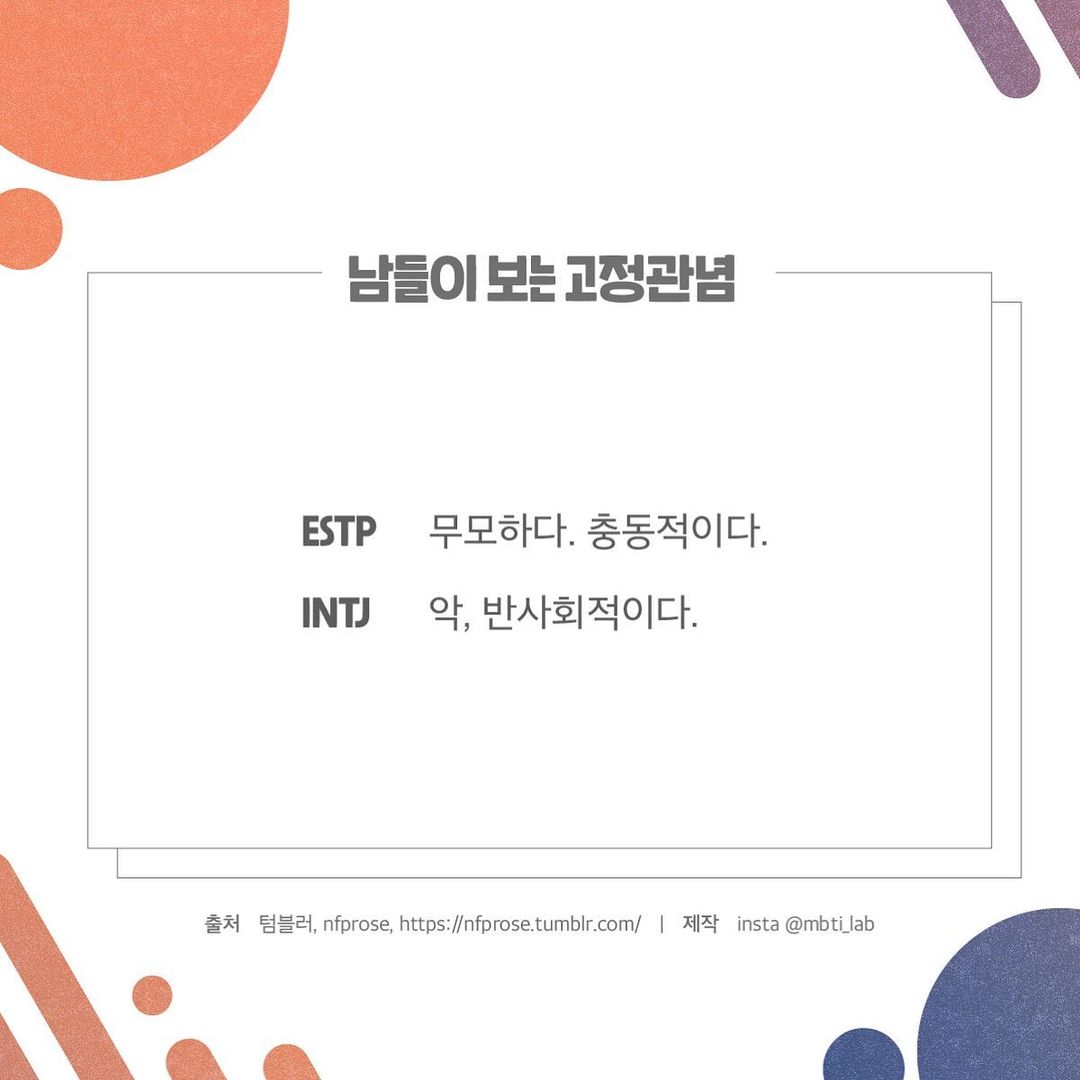 남들이 보는 고정관념
ESTP 무모하다. 충동적이다.
INTJ 악, 반사회적이다.
출처 텀블러, nfprose, https://nfprose.tumblr.com/ | 제작 insta @mbti_lab